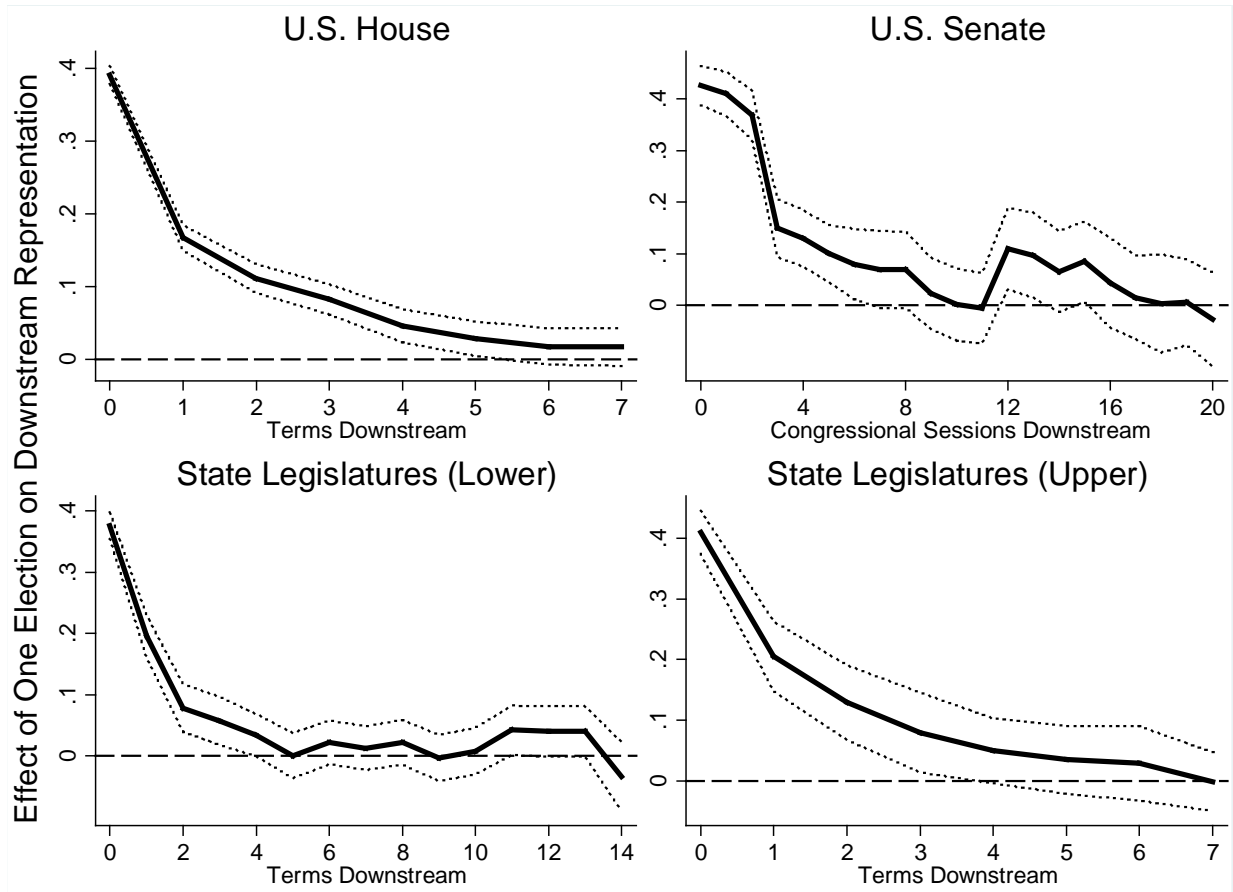 Effect of One Election on Downstream Representation
U.S. House
.4
.3
.2
.1
0
0 1 2 3 4 5 6 7
Terms Downstream
U.S. Senate
.4
.3
.2
.1
0
0 4 8 12 16 20
Congressional Sessions Downstream
State Legislatures (Lower)
.4
.3
.2
.1
0
0 2 4 6 8 10 12 14
Terms Downstream
State Legislatures (Upper)
.4
.3
.2
.1
0
0 1 2 3 4 5 6 7
Terms Downstream